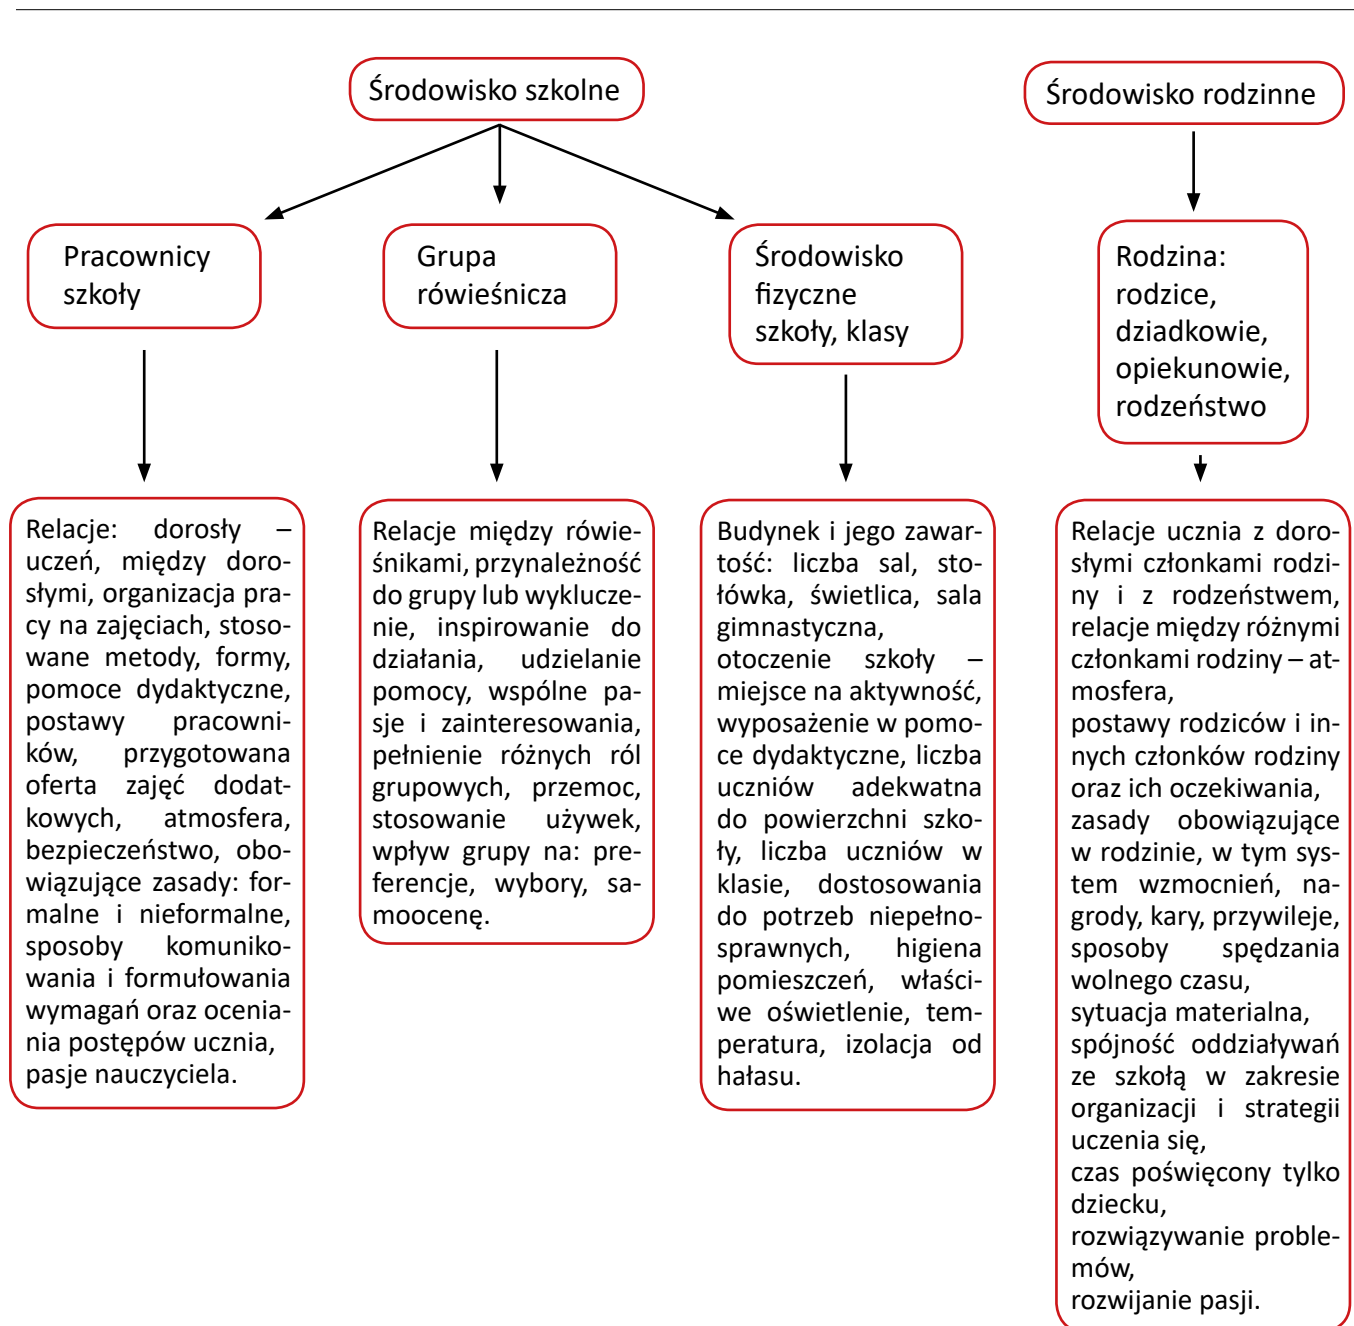 Środowisko szkolne
Środowisko rodzinne
Pracownicy
szkoły
Grupa
rówieśnicza
Środowisko
fizyczne
szkoły, klasy
Rodzina:
rodzice,
dziadkowie,
opiekunowie,
rodzeństwo
Relacje: dorosły –
uczeń, między doro-
słymi, organizacja pra-
cy na zajęciach, stoso-
wane metody, formy,
pomoce dydaktyczne,
postawy pracowni-
ków, przygotowana
oferta zajęć dodat-
kowych, atmosfera,
bezpieczeństwo, obo-
wiązujące zasady: for-
malne i nieformalne,
sposoby komuniko-
wania i formułowania
wymagań oraz ocenia-
nia postępów ucznia,
pasje nauczyciela.
Relacje między rówie-
śnikami, przynależność
do grupy lub wyklucze-
nie, inspirowanie do
działania, udzielanie
pomocy, wspólne pa-
sje i zainteresowania,
pełnienie różnych ról
grupowych, przemoc,
stosowanie używek,
wpływ grupy na: pre-
ferencje, wybory, sa-
moocenę.
Budynek i jego zawar-
tość: liczba sal, sto-
łówka, świetlica, sala
gimnastyczna,
otoczenie szkoły –
miejsce na aktywność,
wyposażenie w pomo-
ce dydaktyczne, liczba
uczniów adekwatna
do powierzchni szko-
ły, liczba uczniów w
klasie, dostosowania
do potrzeb niepełno-
sprawnych, higiena
pomieszczeń, właści-
we oświetlenie, tem-
peratura, izolacja od
hałasu.
Relacje ucznia z doro-
słymi członkami rodzi-
ny i z rodzeństwem,
relacje między różnymi
członkami rodziny – at-
mosfera,
postawy rodziców i in-
nych członków rodziny
oraz ich oczekiwania,
zasady obowiązujące
w rodzinie, w tym sys-
tem wzmocnień, na-
grody, kary, przywileje,
sposoby spędzania
wolnego czasu,
sytuacja materialna,
spójność oddziaływań
ze szkołą w zakresie
organizacji i strategii
uczenia się,
czas poświęcony tylko
dziecku,
rozwiązywanie proble-
mów,
rozwijanie pasji.